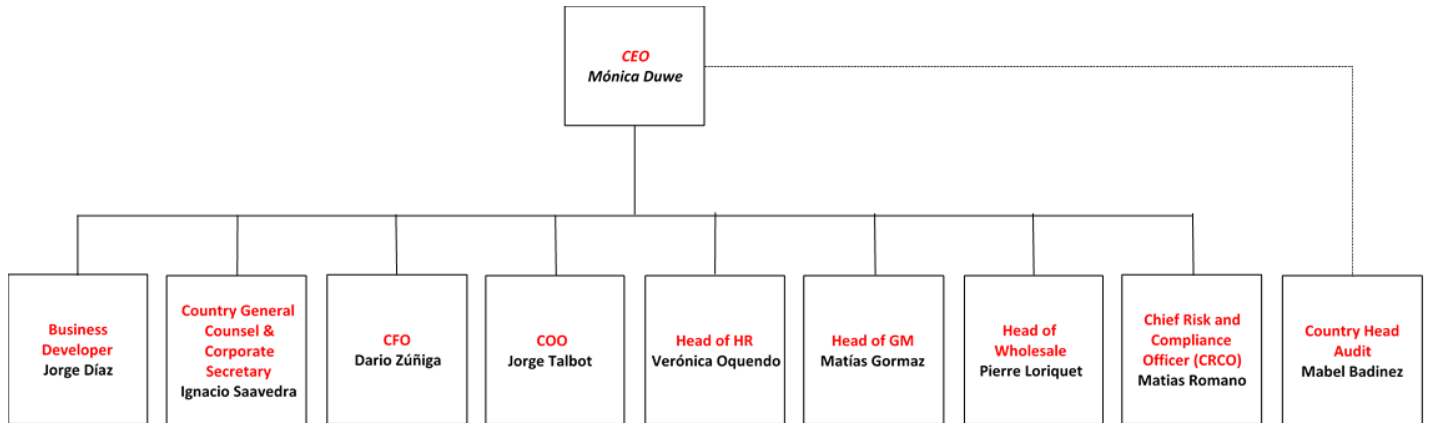 CEO
Mónica Duwe
Business
Developer
Jorge Díaz
Country General
Counsel &
Corporate
Secretary
Ignacio Saavedra
CFO
Dario Zúñiga
COO
Jorge Talbot
Head of HR
Verónica Oquendo
Head of GM
Matías Gormaz
Head of
Wholesale
Pierre Loriquet
Chief Risk and
Compliance
Officer (CRCO)
Matias Romano
Country Head
Audit
Mabel Badinez